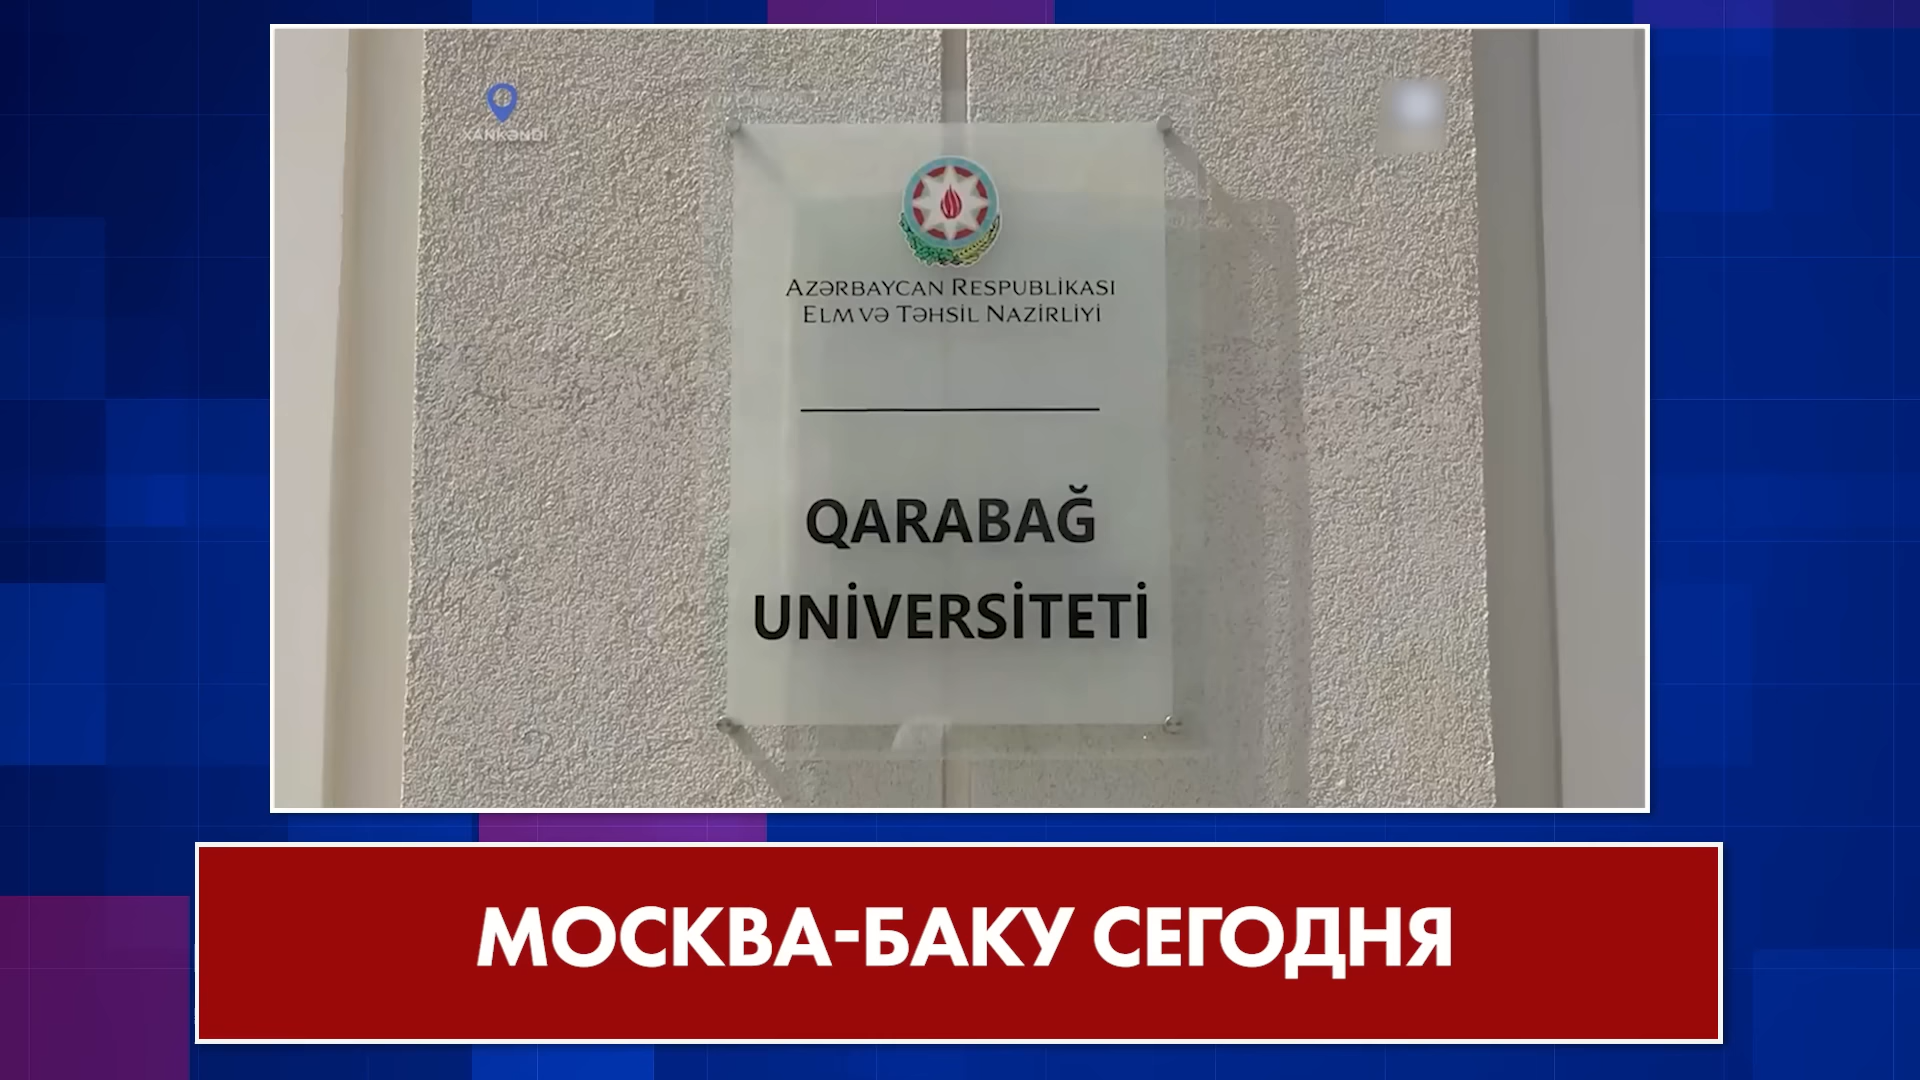 XANKƏNDİ
AZƏRBAYCAN RESPUBLİKASI
ELM VƏ TƏHSİL NAZİRLİYİ
QARABAĞ
UNİVERSİTETİ
МОСКВА-БАКУ СЕГОДНЯ